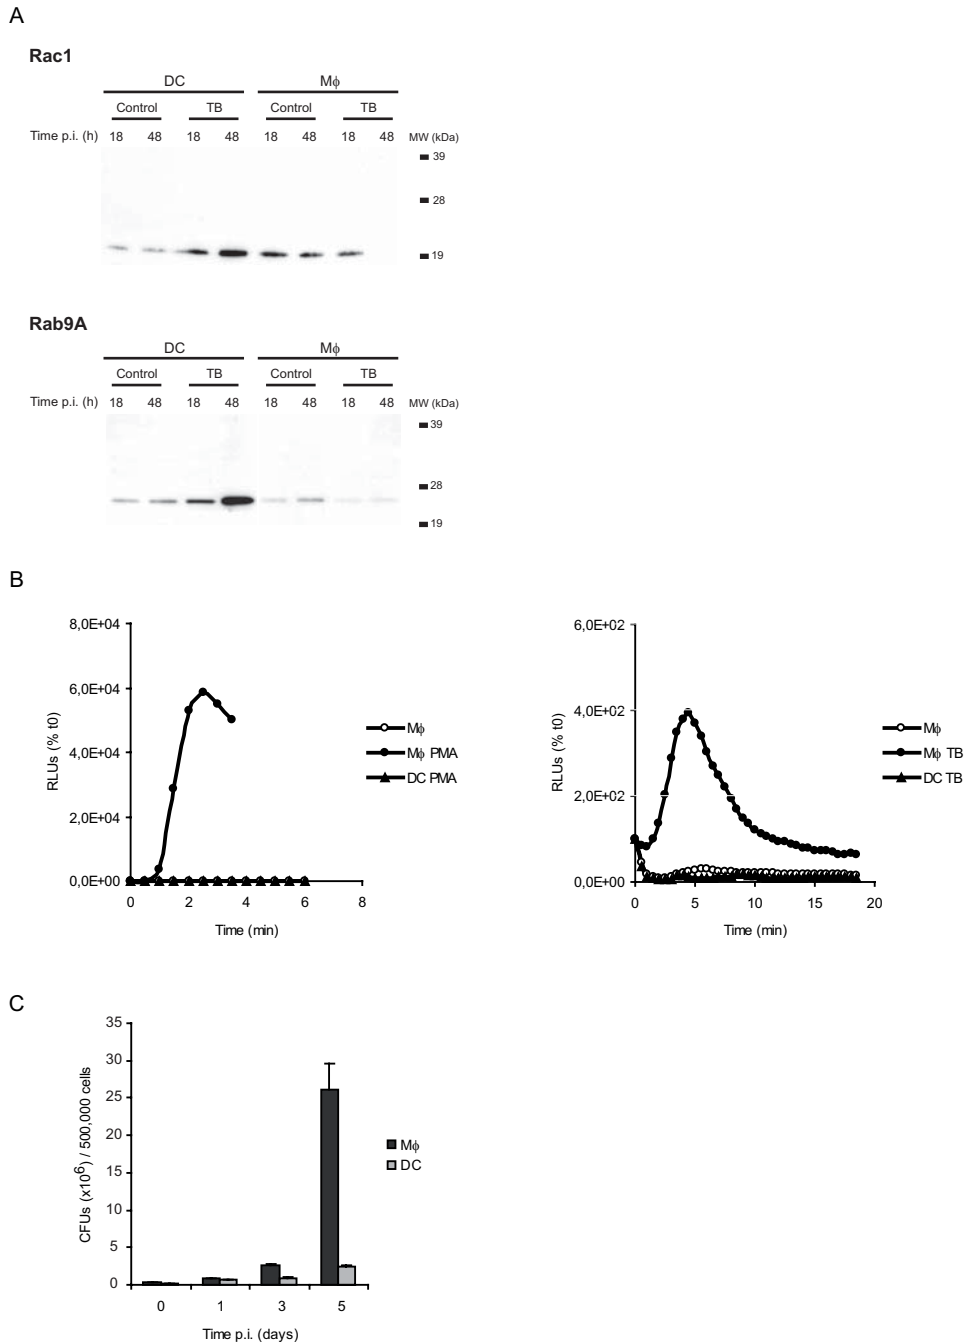 A
Rac1
DC Mϕ
Control TB Control TB
Time p.i. (h) 18 48 18 48 18 48 18 48 MW (kDa)
39
28
19
Rab9A
DC Mϕ
Control TB Control TB
Time p.i. (h) 18 48 18 48 18 48 18 48 MW (kDa)
39
28
19
B
8,0E+04
6,0E+04
4,0E+04
2,0E+04
0,0E+00
0 2 4 6 8
RLUs (% t0)
Time (min)
Mϕ
Mϕ PMA
DC PMA
6,0E+02
4,0E+02
2,0E+02
0,0E+00
0 5 10 15 20
RLUs (% t0)
Time (min)
Mϕ
Mϕ TB
DC TB
C
35
30
25
20
15
10
5
0
0 1 3 5
CFUs (x10⁶) / 500,000 cells
Time p.i. (days)
Mϕ
DC